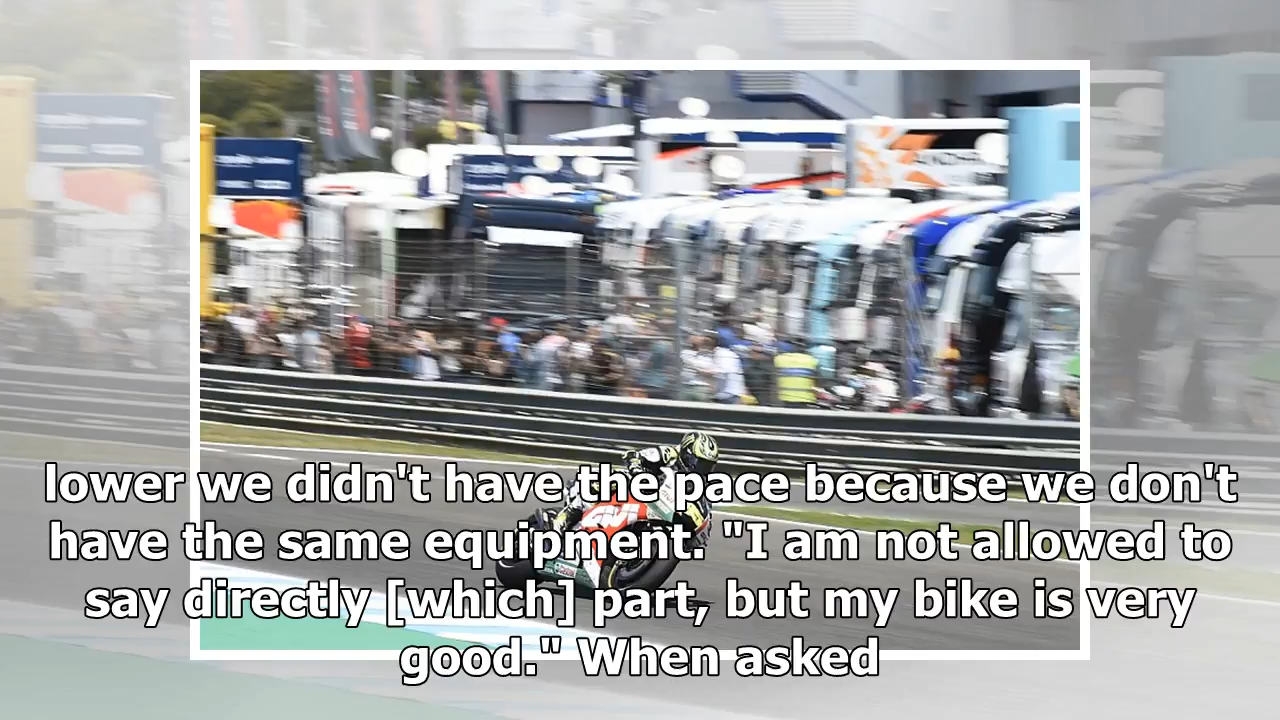 lower we didn't have the pace because we don't
have the same equipment. "I am not allowed to
say directly [which] part, but my bike is very
good." When asked